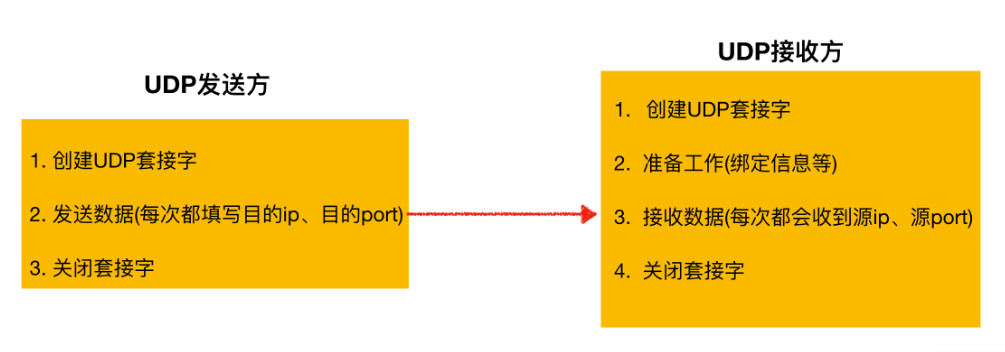 UDP发送方
1. 创建UDP套接字
2. 发送数据(每次都填写目的ip、目的port)
3. 关闭套接字
UDP接收方
1. 创建UDP套接字
2. 准备工作(绑定信息等)
3. 接收数据(每次都会收到源ip、源port)
4. 关闭套接字